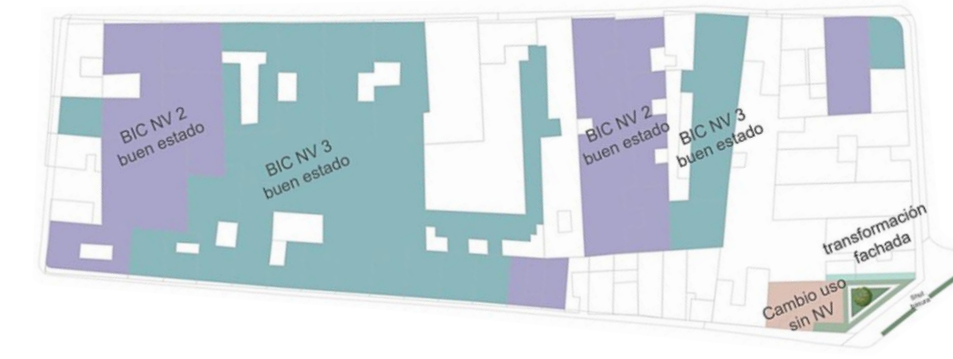 BIC NV 2
buen estado
BIC NV 3
buen estado
BIC NV 2
buen estado
BIC NV 3
buen estado
transformación
fachada
Cambio uso
sin NV